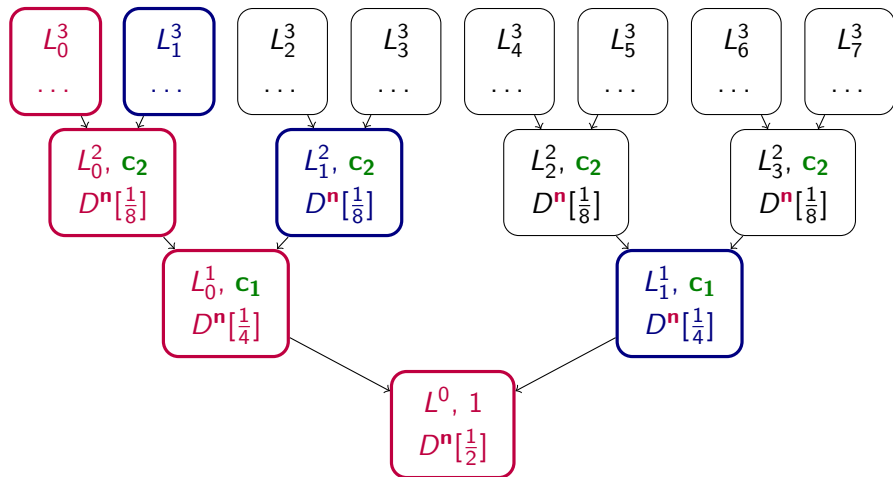 L_0^3 L_1^3 L_2^3 L_3^3 L_4^3 L_5^3 L_6^3 L_7^3
... ... ... ... ... ... ... ...
L_0^2, c_2 L_1^2, c_2 L_2^2, c_2 L_3^2, c_2
D^n[1/8] D^n[1/8] D^n[1/8] D^n[1/8]
L_0^1, c_1 L_1^1, c_1
D^n[1/4] D^n[1/4]
L^0, 1
D^n[1/2]